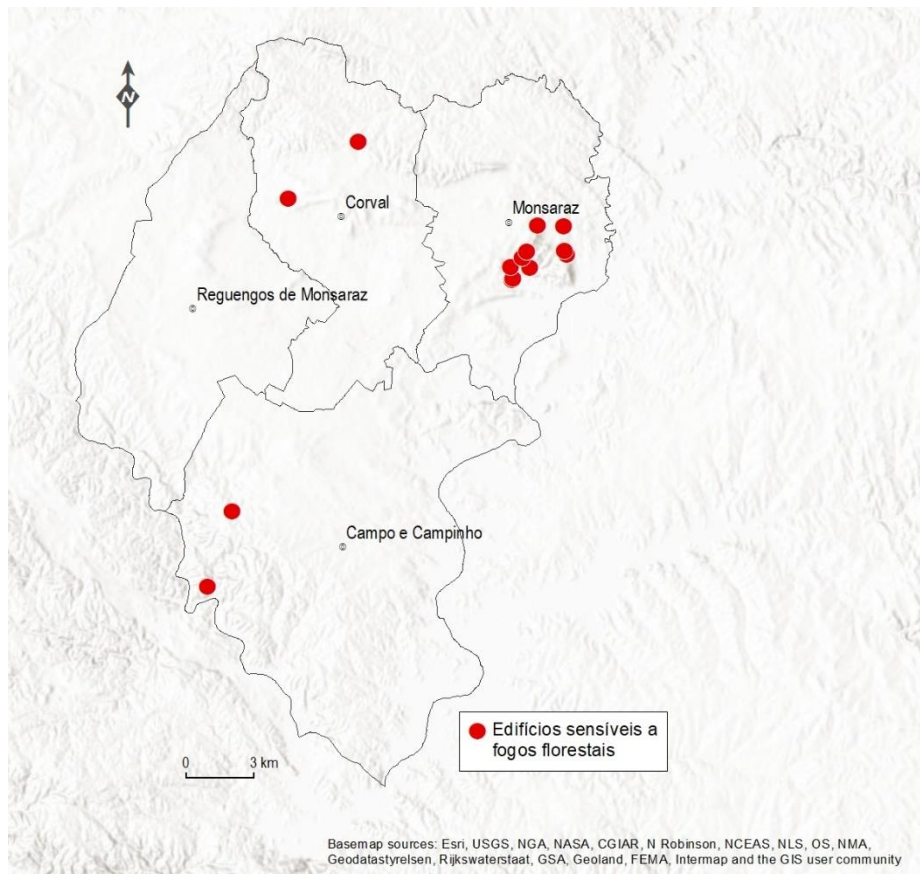 N
Corval
Monsaraz
Reguengos de Monsaraz
Campo e Campinho
Edifícios sensíveis a
fogos florestais
0 3 km
Basemap sources: Esri, USGS, NGA, NASA, CGIAR, N Robinson, NCEAS, NLS, OS, NMA,
Geodatastyrelsen, Rijkswaterstaat, GSA, Geoland, FEMA, Intermap and the GIS user community